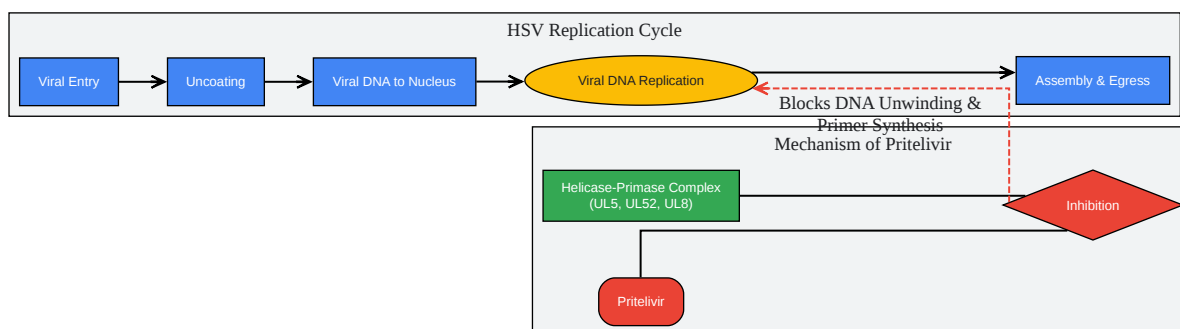 HSV Replication Cycle
Viral Entry
Uncoating
Viral DNA to Nucleus
Viral DNA Replication
Assembly & Egress
Blocks DNA Unwinding &
Primer Synthesis
Mechanism of Pritelivir
Helicase-Primase Complex
(UL5, UL52, UL8)
Inhibition
Pritelivir